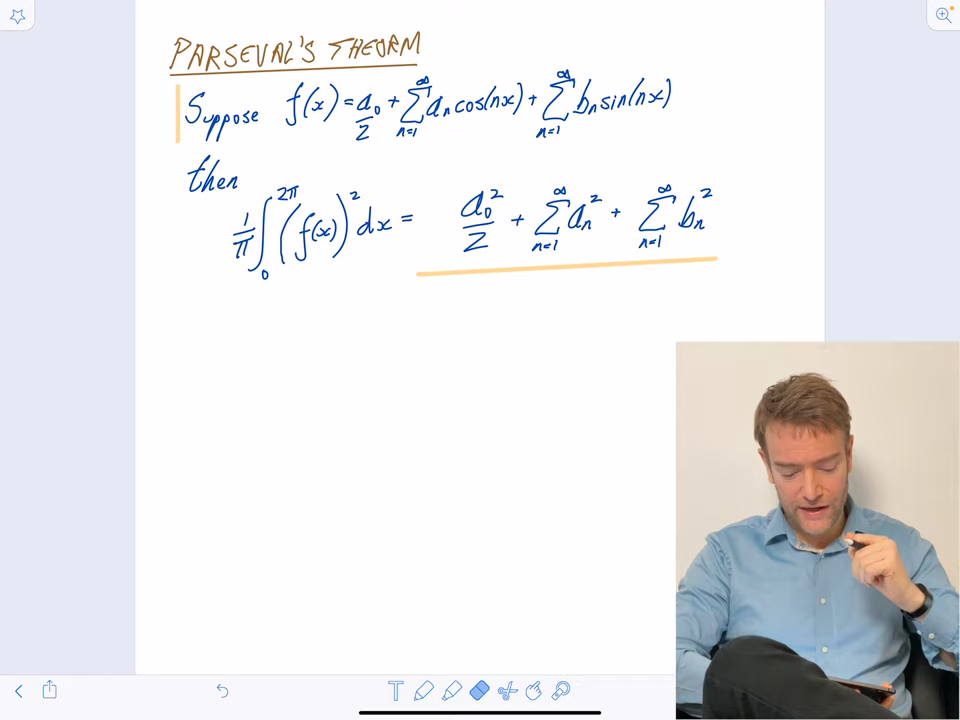 PARSEVAL'S THEORM
Suppose f(x) = a₀/2 + ∑_{n=1}^{∞} aₙ cos(nx) + ∑_{n=1}^{∞} bₙ sin(nx)
then
1/π ∫₀^{2π} (f(x))² dx = a₀²/2 + ∑_{n=1}^{∞} aₙ² + ∑_{n=1}^{∞} bₙ²